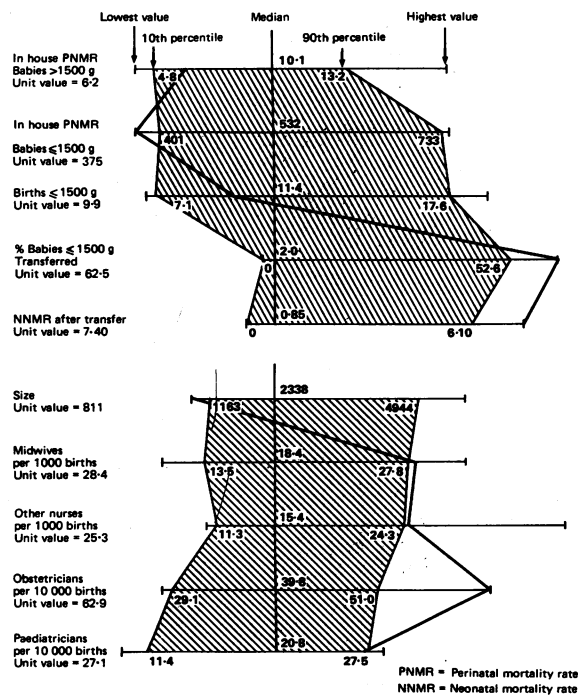 Lowest value Median Highest value
10th percentile 90th percentile
In house PNMR
Babies >1500 g
Unit value = 6·2
4·8 10·1 13·2
In house PNMR
Babies ⩽1500 g
Unit value = 375
401 532 733
Births ⩽ 1500 g
Unit value = 9·9
7·1 11·4 17·6
% Babies ⩽ 1500 g
Transferred
Unit value = 62·5
0 2·0 52·6
NNMR after transfer
Unit value = 7·40
0 0·85 6·10
Size
Unit value = 811
1163 2338 4944
Midwives
per 1000 births
Unit value = 28·4
13·5 18·4 27·8
Other nurses
per 1000 births
Unit value = 25·3
11·3 15·4 24·3
Obstetricians
per 10 000 births
Unit value = 62·9
29·1 39·6 51·0
Paediatricians
per 10 000 births
Unit value = 27·1
11·4 20·8 27·5
PNMR = Perinatal mortality rate
NNMR = Neonatal mortality rate